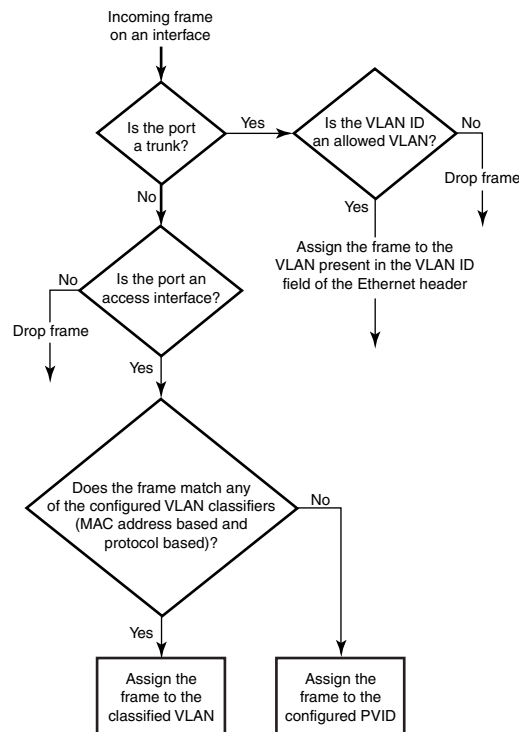 Incoming frame
on an interface
Is the port
a trunk?
Yes
Is the VLAN ID
an allowed VLAN?
No
Drop frame
Yes
Assign the frame to the
VLAN present in the VLAN ID
field of the Ethernet header
No
Is the port an
access interface?
No
Drop frame
Yes
Does the frame match any
of the configured VLAN classifiers
(MAC address based and
protocol based)?
No
Yes
Assign the
frame to the
classified VLAN
Assign the
frame to the
configured PVID